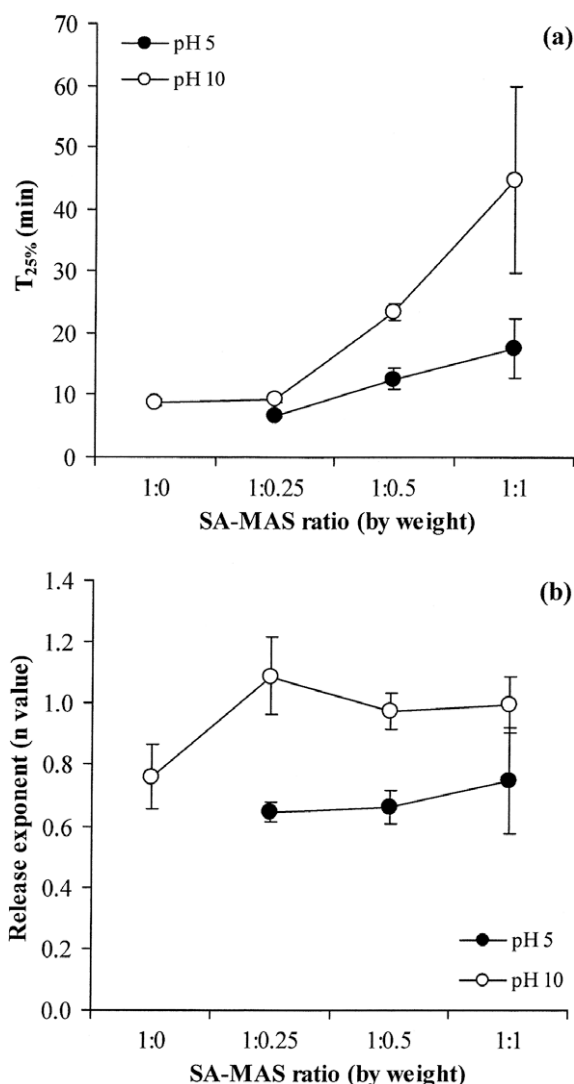 (a)
pH 5
pH 10
70
60
50
40
30
20
10
0
T25% (min)
1:0 1:0.25 1:0.5 1:1
SA-MAS ratio (by weight)
(b)
1.4
1.2
1.0
0.8
0.6
0.4
0.2
0.0
Release exponent (n value)
pH 5
pH 10
1:0 1:0.25 1:0.5 1:1
SA-MAS ratio (by weight)